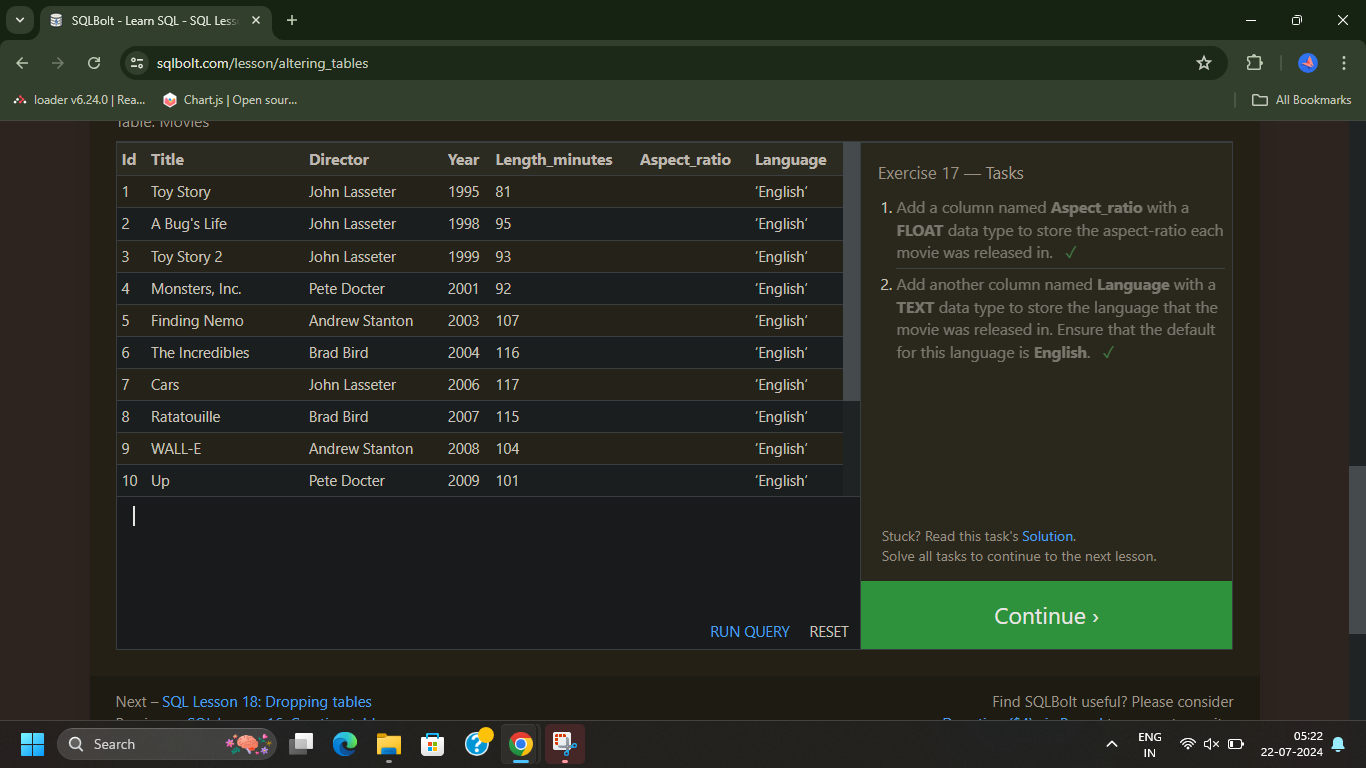 SQLBolt - Learn SQL - SQL Less
sqlbolt.com/lesson/altering_tables
loader v6.24.0 | Rea...
Chart.js | Open sour...
All Bookmarks
Table: Movies
Id Title Director Year Length_minutes Aspect_ratio Language
1 Toy Story John Lasseter 1995 81 ‘English’
2 A Bug's Life John Lasseter 1998 95 ‘English’
3 Toy Story 2 John Lasseter 1999 93 ‘English’
4 Monsters, Inc. Pete Docter 2001 92 ‘English’
5 Finding Nemo Andrew Stanton 2003 107 ‘English’
6 The Incredibles Brad Bird 2004 116 ‘English’
7 Cars John Lasseter 2006 117 ‘English’
8 Ratatouille Brad Bird 2007 115 ‘English’
9 WALL-E Andrew Stanton 2008 104 ‘English’
10 Up Pete Docter 2009 101 ‘English’
RUN QUERY RESET
Exercise 17 — Tasks
1. Add a column named Aspect_ratio with a
FLOAT data type to store the aspect-ratio each
movie was released in. ✓
2. Add another column named Language with a
TEXT data type to store the language that the
movie was released in. Ensure that the default
for this language is English. ✓
Stuck? Read this task's Solution.
Solve all tasks to continue to the next lesson.
Continue ›
Next – SQL Lesson 18: Dropping tables
Find SQLBolt useful? Please consider
Search
ENG
IN
05:22
22-07-2024